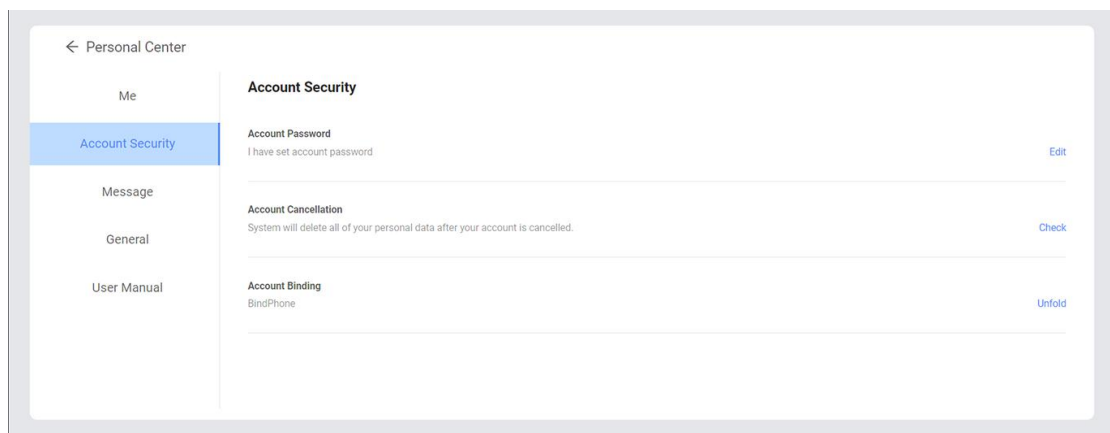 Personal Center
Me
Account Security
Message
General
User Manual
Account Security
Account Password
I have set account password
Edit
Account Cancellation
System will delete all of your personal data after your account is cancelled.
Check
Account Binding
BindPhone
Unfold